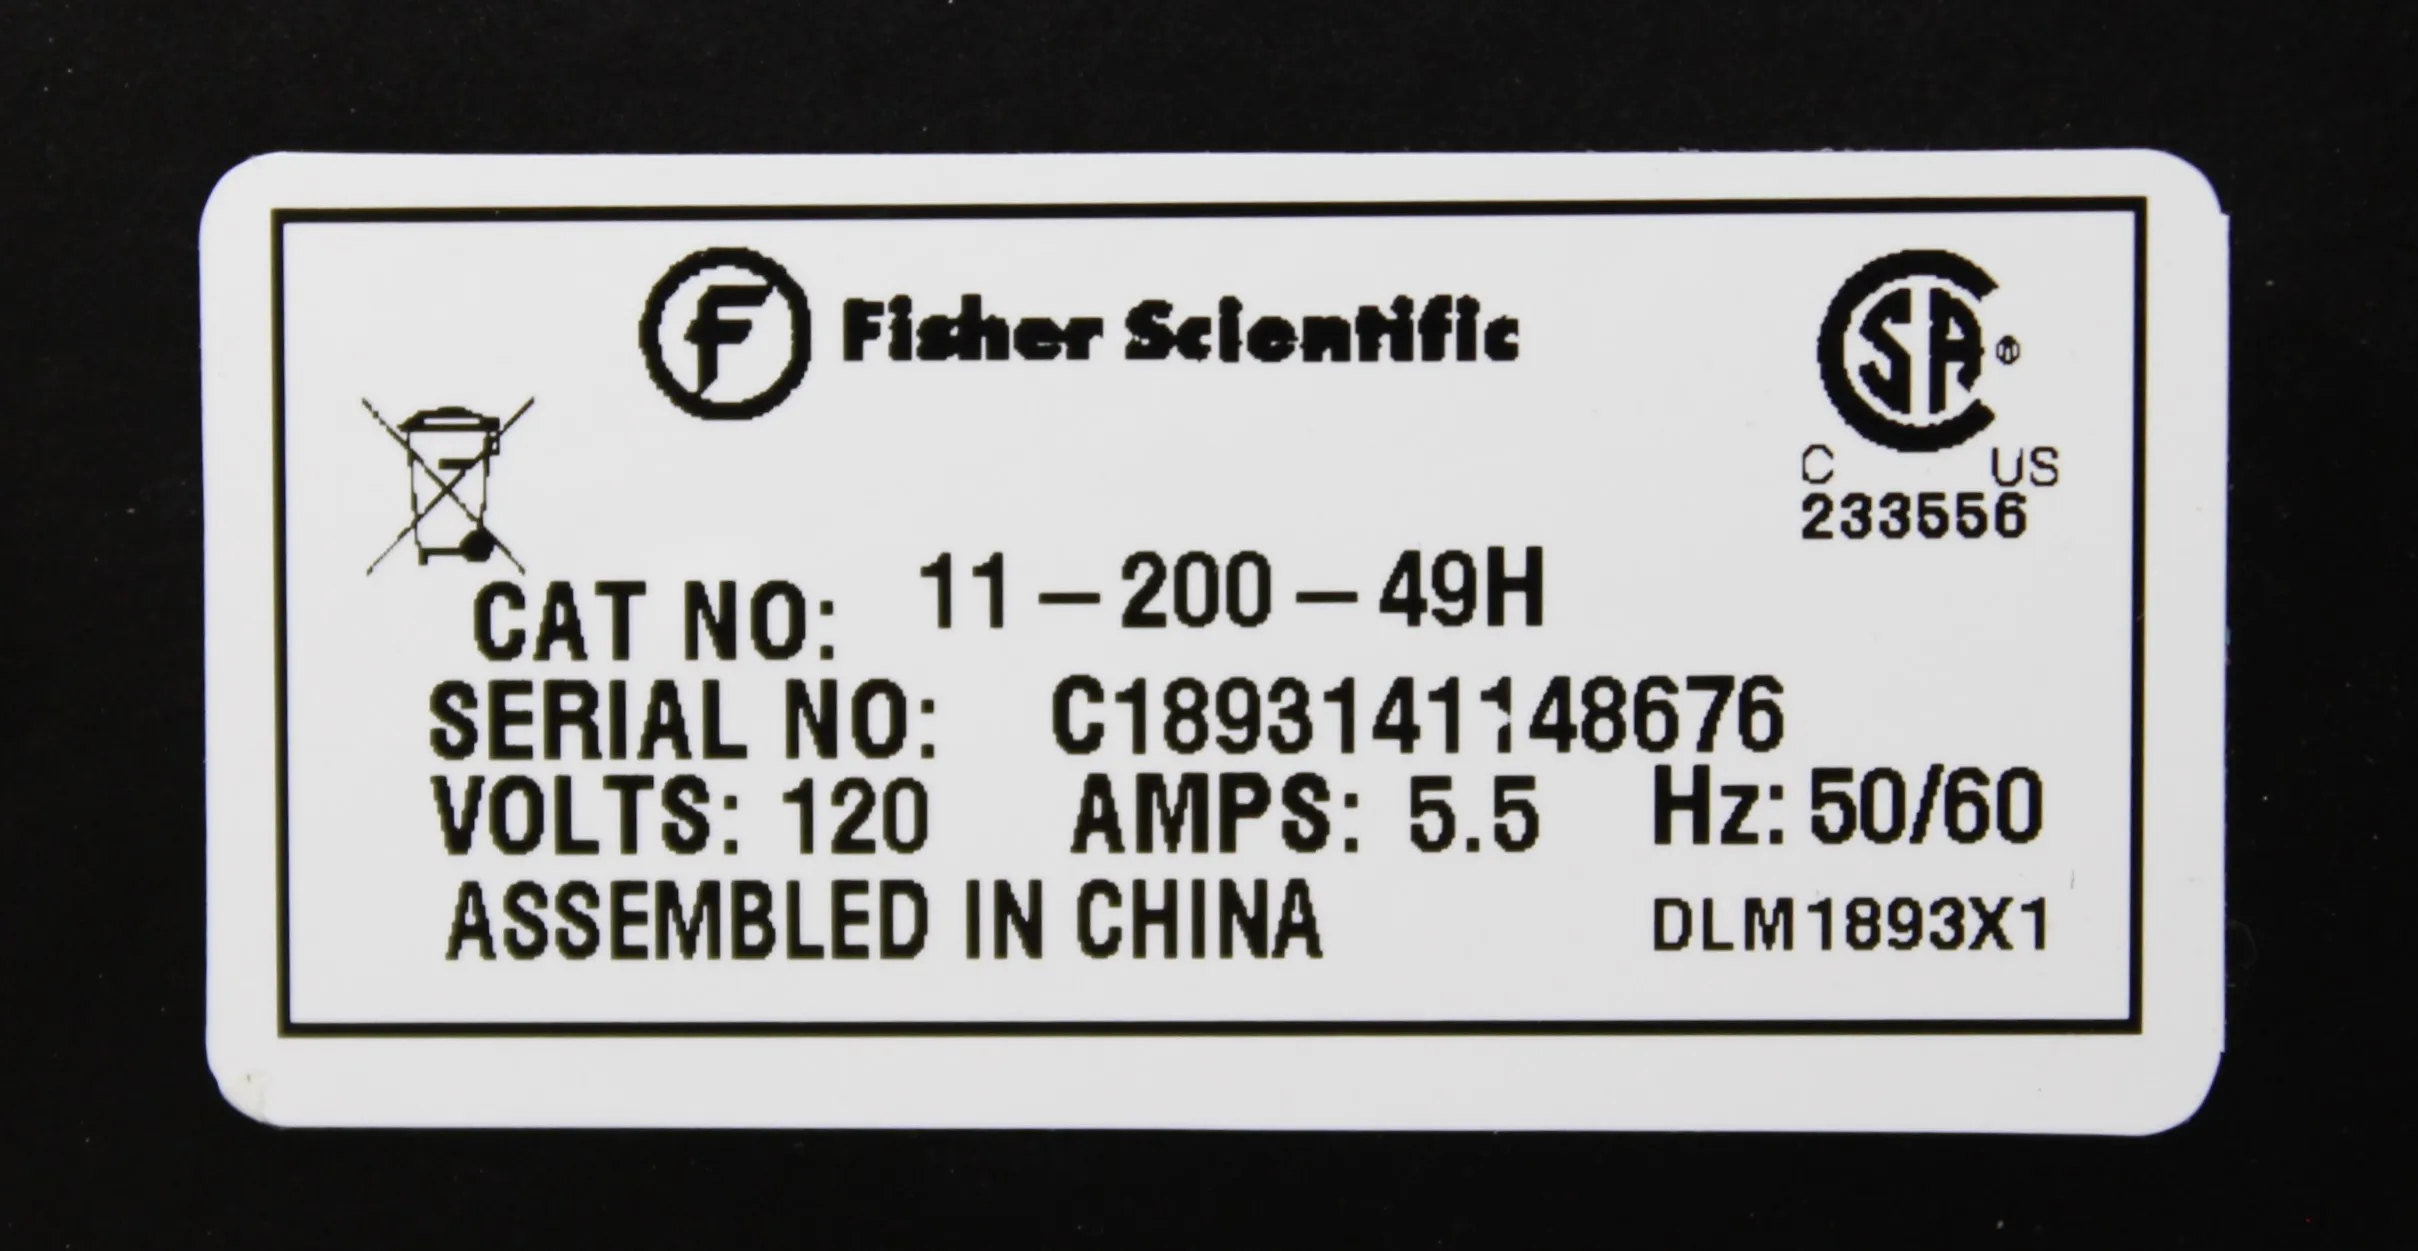 Fisher Scientific
CSA®
C US
233556
CAT NO: 11-200-49H
SERIAL NO: C1893141148676
VOLTS: 120 AMPS: 5.5 Hz: 50/60
ASSEMBLED IN CHINA DLM1893X1